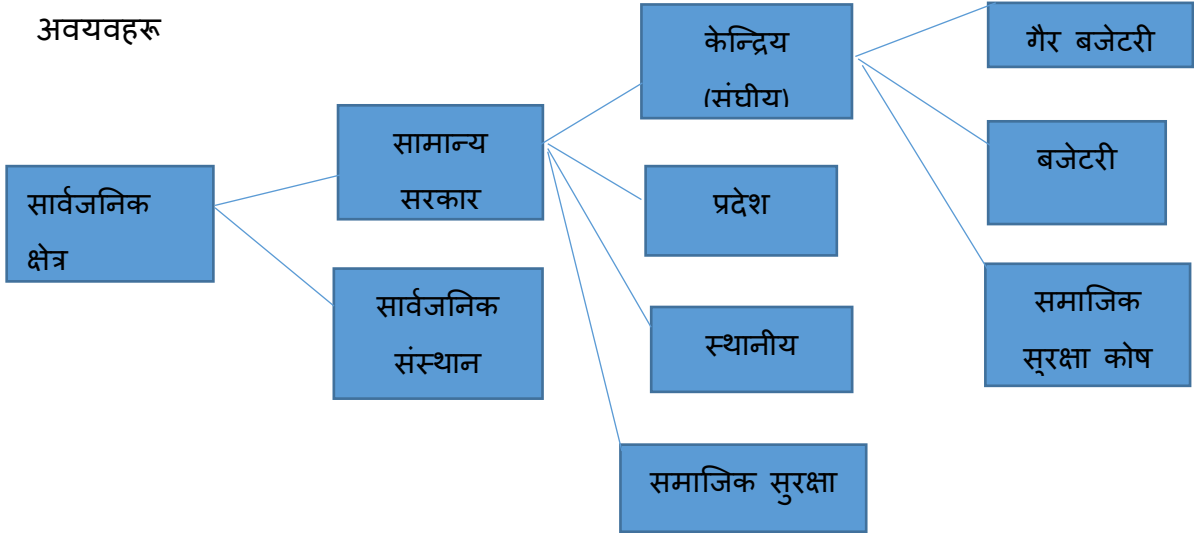 अवयवहरू
सार्वजनिक
क्षेत्र
सामान्य
सरकार
सार्वजनिक
संस्थान
केन्द्रिय
(संघीय)
प्रदेश
स्थानीय
समाजिक सुरक्षा
गैर बजेटरी
बजेटरी
समाजिक
सुरक्षा कोष